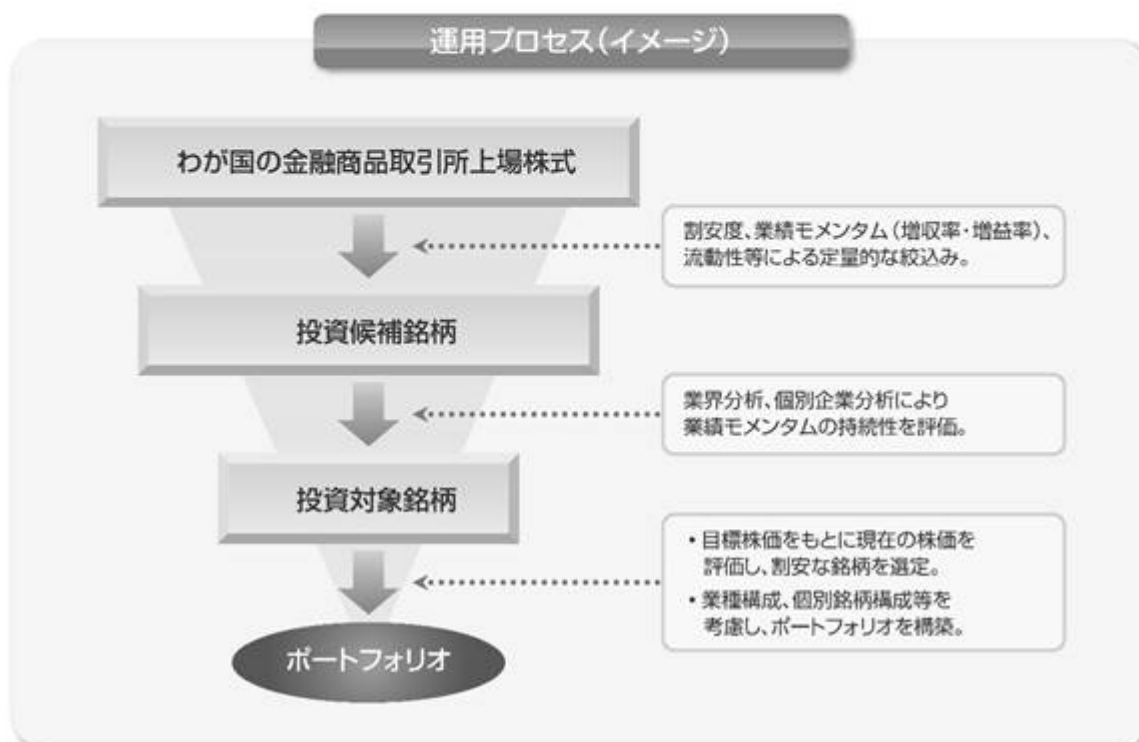 運用プロセス(イメージ)
わが国の金融商品取引所上場株式
割安度、業績モメンタム(増収率・増益率)、
流動性等による定量的な絞込み。
投資候補銘柄
業界分析、個別企業分析により
業績モメンタムの持続性を評価。
投資対象銘柄
・目標株価をもとに現在の株価を
評価し、割安な銘柄を選定。
・業種構成、個別銘柄構成等を
考慮し、ポートフォリオを構築。
ポートフォリオ